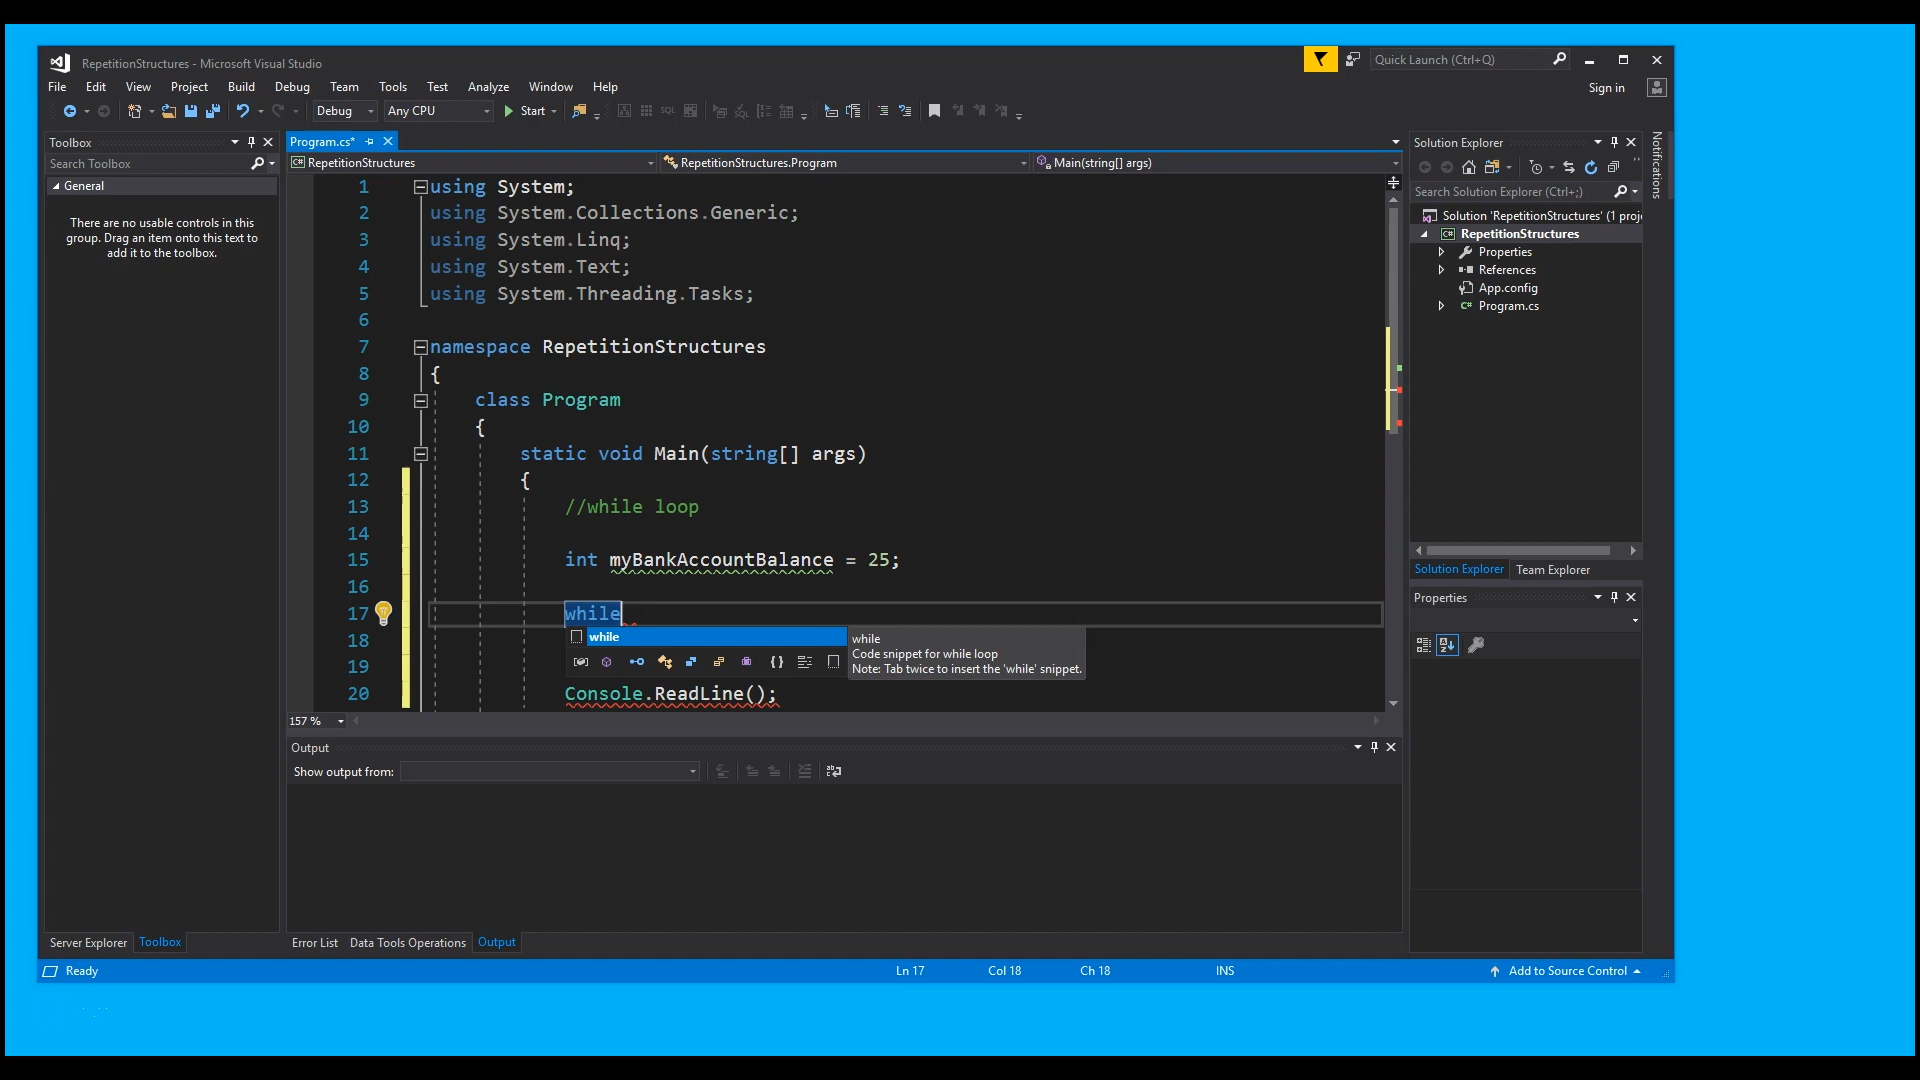 RepetitionStructures - Microsoft Visual Studio
Quick Launch (Ctrl+Q)
File Edit View Project Build Debug Team Tools Test Analyze Window Help
Sign in
Debug Any CPU Start
Toolbox
Search Toolbox
General
There are no usable controls in this
group. Drag an item onto this text to
add it to the toolbox.
Program.cs*
RepetitionStructures RepetitionStructures.Program Main(string[] args)
1 using System;
2 using System.Collections.Generic;
3 using System.Linq;
4 using System.Text;
5 using System.Threading.Tasks;
6
7 namespace RepetitionStructures
8 {
9 class Program
10 {
11 static void Main(string[] args)
12 {
13 //while loop
14
15 int myBankAccountBalance = 25;
16
17 while
18
19
20 Console.ReadLine();
while
while
Code snippet for while loop
Note: Tab twice to insert the 'while' snippet.
157 %
Output
Show output from:
Server Explorer Toolbox
Error List Data Tools Operations Output
Solution Explorer
Search Solution Explorer (Ctrl+;)
Solution 'RepetitionStructures' (1 proj
RepetitionStructures
Properties
References
App.config
Program.cs
Solution Explorer Team Explorer
Properties
Notifications
Ready
Ln 17 Col 18 Ch 18 INS
Add to Source Control